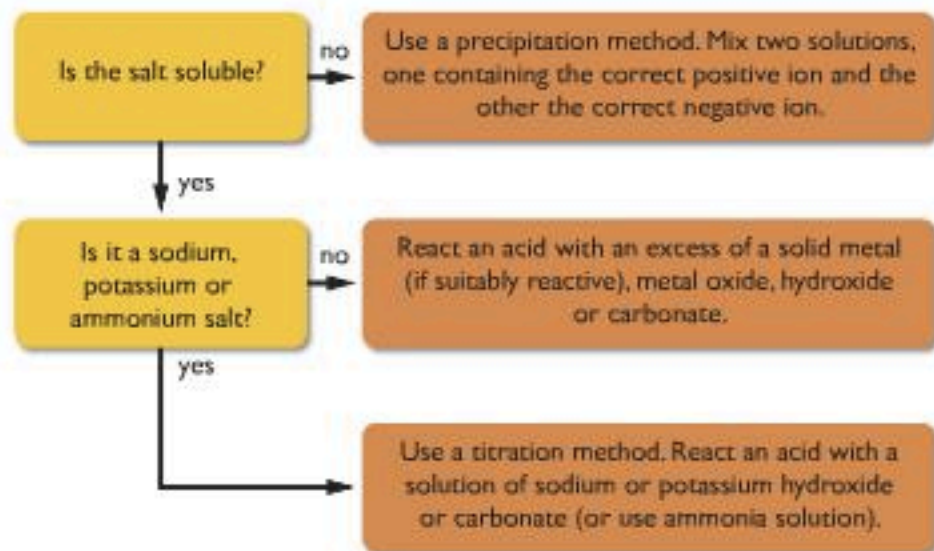 Is the salt soluble?
no
Use a precipitation method. Mix two solutions,
one containing the correct positive ion and the
other the correct negative ion.
yes
Is it a sodium,
potassium or
ammonium salt?
no
React an acid with an excess of a solid metal
(if suitably reactive), metal oxide, hydroxide
or carbonate.
yes
Use a titration method. React an acid with a
solution of sodium or potassium hydroxide
or carbonate (or use ammonia solution).